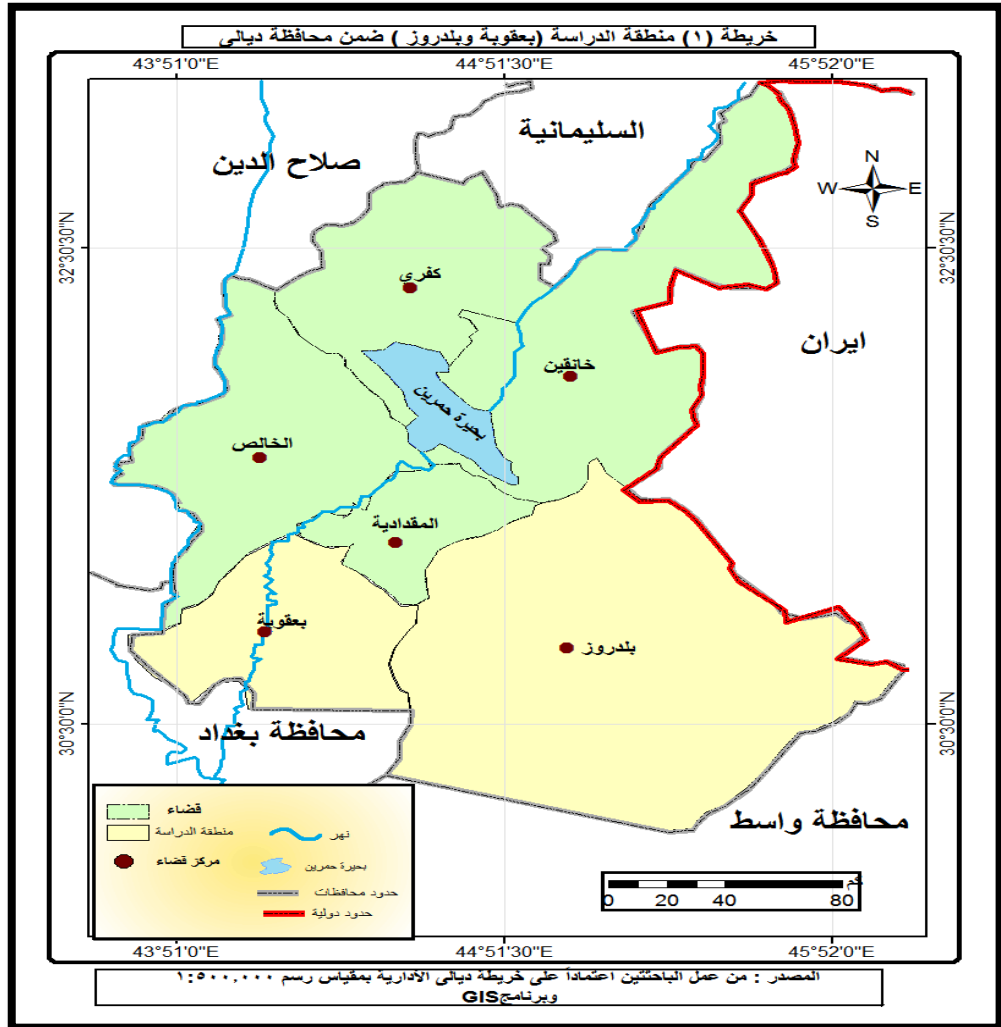 خريطة (١) منطقة الدراسة (بعقوبة وبلدروز ) ضمن محافظة ديالى
43°51'0"E
44°51'30"E
45°52'0"E
السليمانية
صلاح الدين
N
W
E
S
32°30'30"N
32°30'30"N
كفري
ايران
خانقين
بحيرة حمرين
الخالص
المقدادية
بعقوبة
بلدروز
30°30'0"N
30°30'0"N
محافظة بغداد
محافظة واسط
قضاء
منطقة الدراسة
نهر
مركز قضاء
بحيرة حمرين
حدود محافظات
حدود دولية
كم
0 20 40 80
43°51'0"E
44°51'30"E
45°52'0"E
المصدر : من عمل الباحثتين اعتماداً على خريطة ديالى الأدارية بمقياس رسم ١:٥٠٠,٠٠٠
وبرنامجGIS